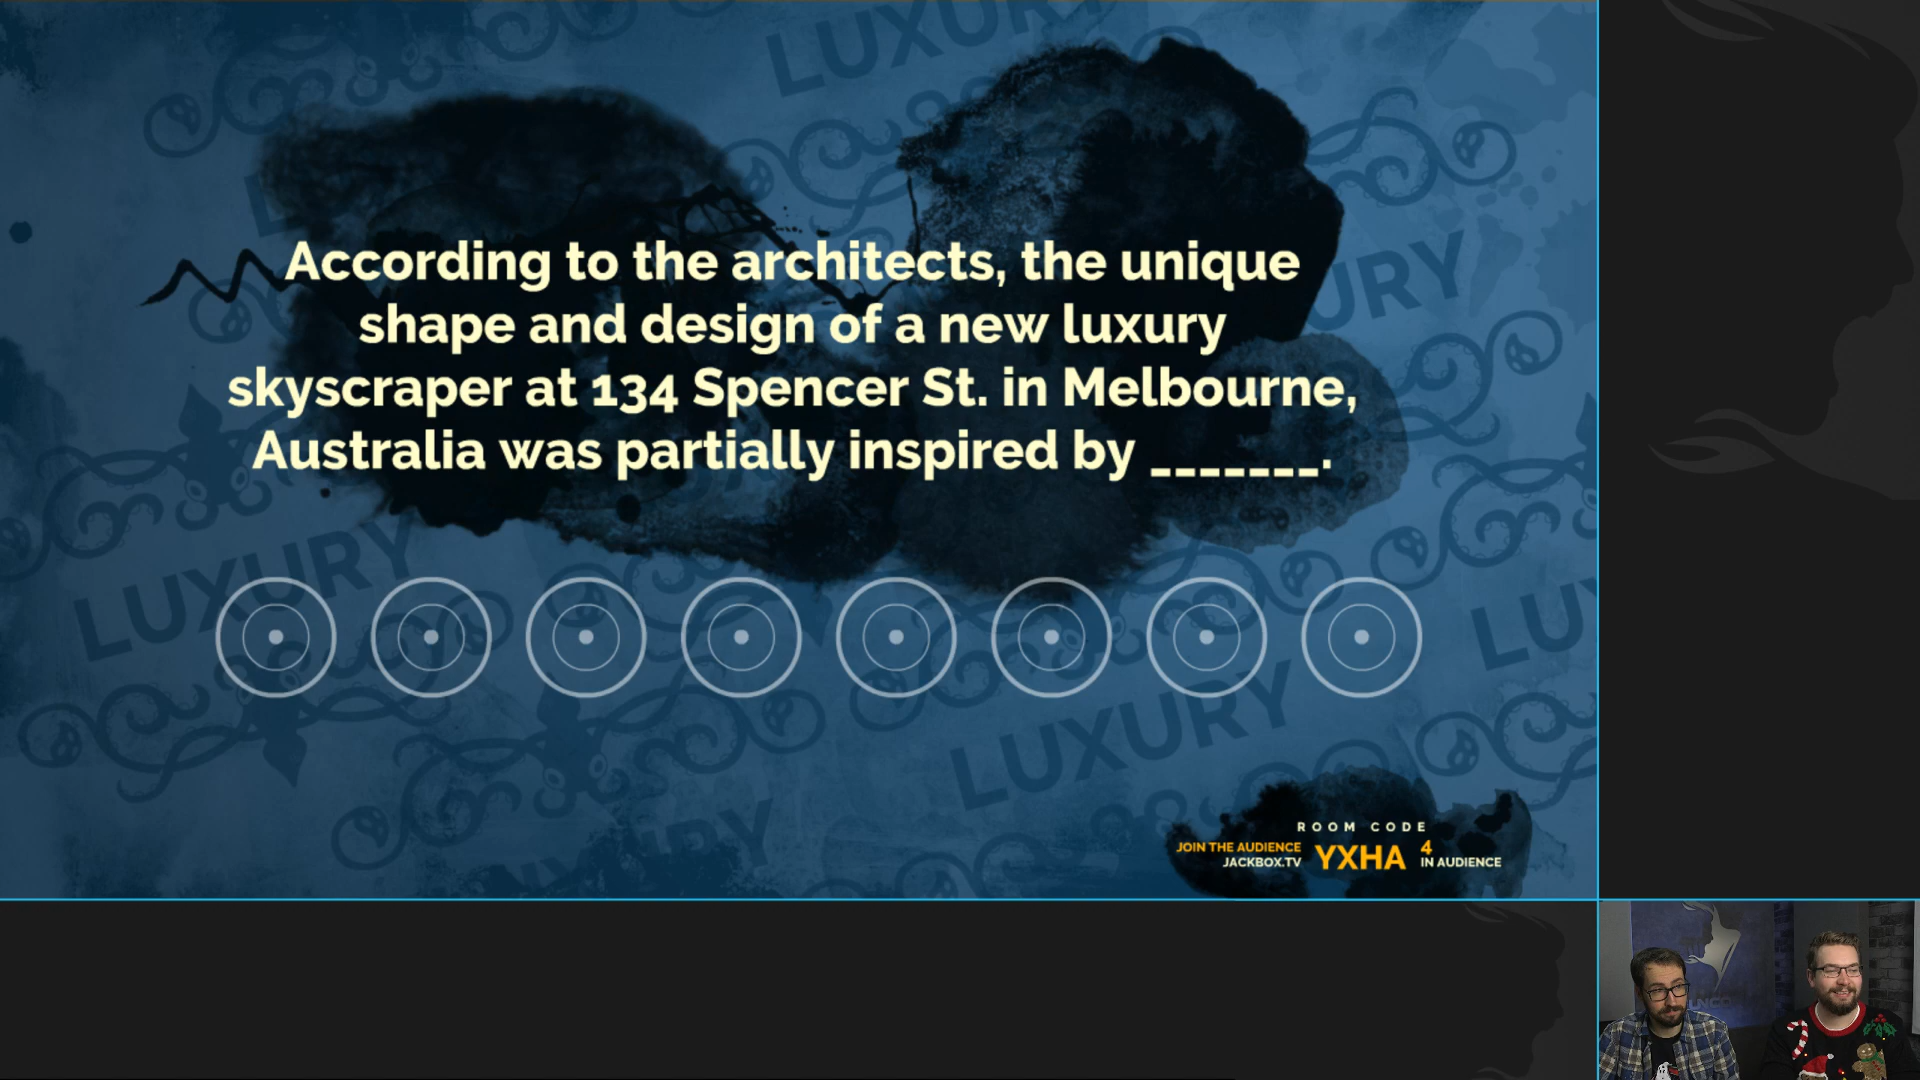 LUXURY
According to the architects, the unique
shape and design of a new luxury
skyscraper at 134 Spencer St. in Melbourne,
Australia was partially inspired by _______.
LUXURY
LUXURY
ROOM CODE
JOIN THE AUDIENCE
JACKBOX.TV
YXHA
4
IN AUDIENCE